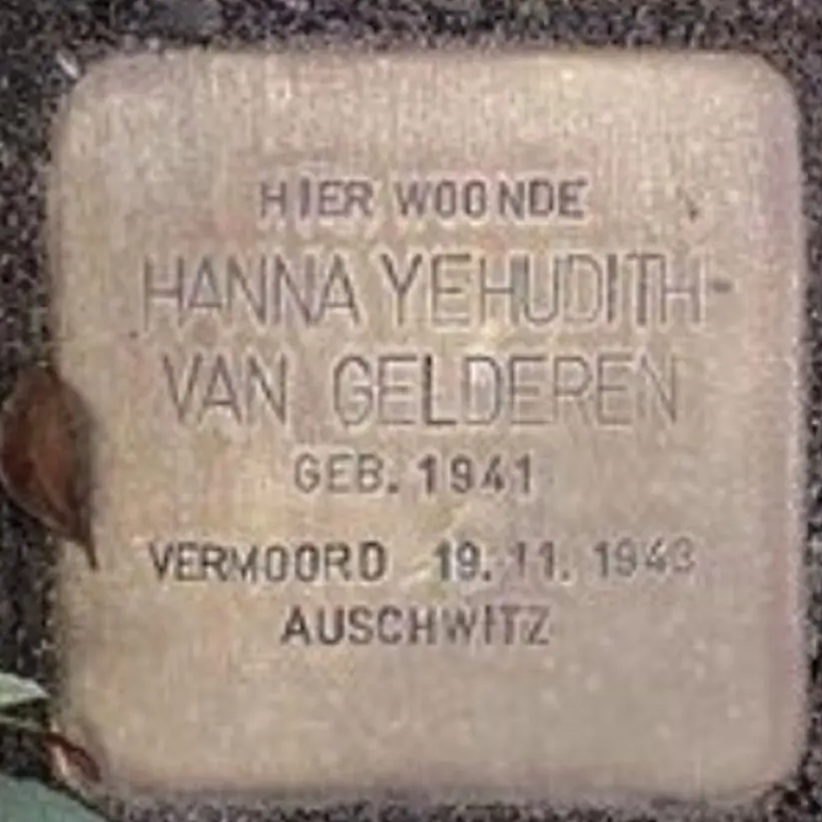 HIER WOONDE
HANNA YEHUDITH-
VAN GELDEREN
GEB. 1941
VERMOORD 19.11.1943
AUSCHWITZ